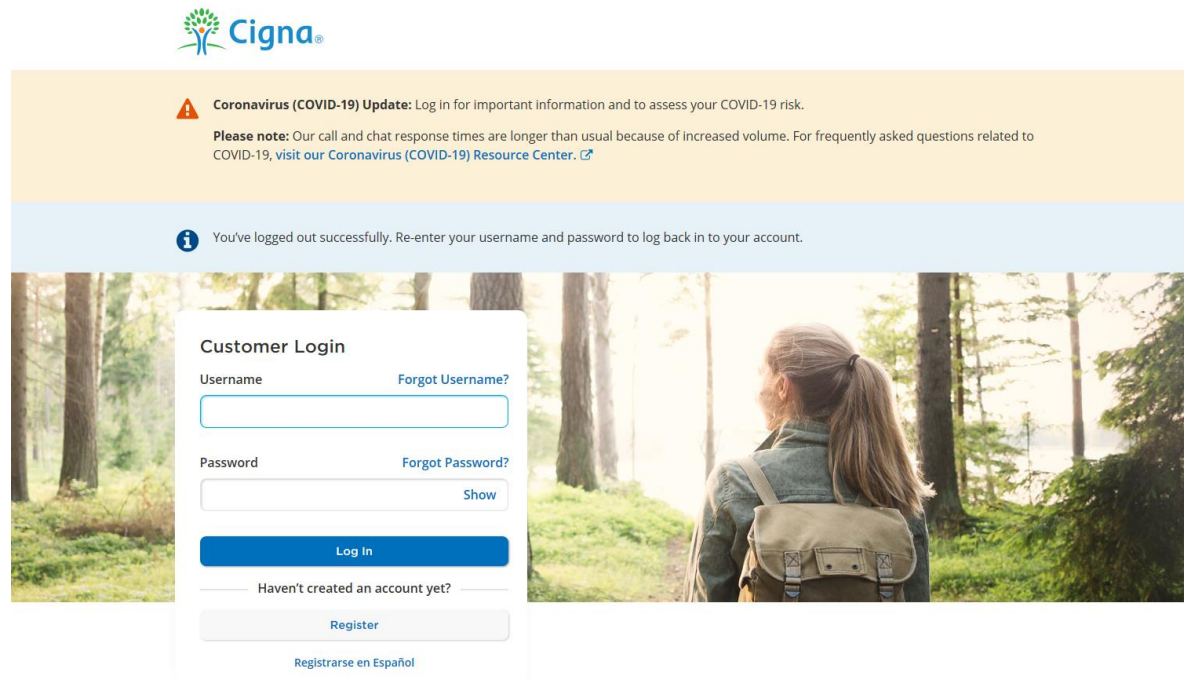 Cigna®
Coronavirus (COVID-19) Update: Log in for important information and to assess your COVID-19 risk.
Please note: Our call and chat response times are longer than usual because of increased volume. For frequently asked questions related to
COVID-19, visit our Coronavirus (COVID-19) Resource Center.
You've logged out successfully. Re-enter your username and password to log back in to your account.
Customer Login
Username Forgot Username?
Password Forgot Password?
Show
Log In
Haven't created an account yet?
Register
Registrarse en Español